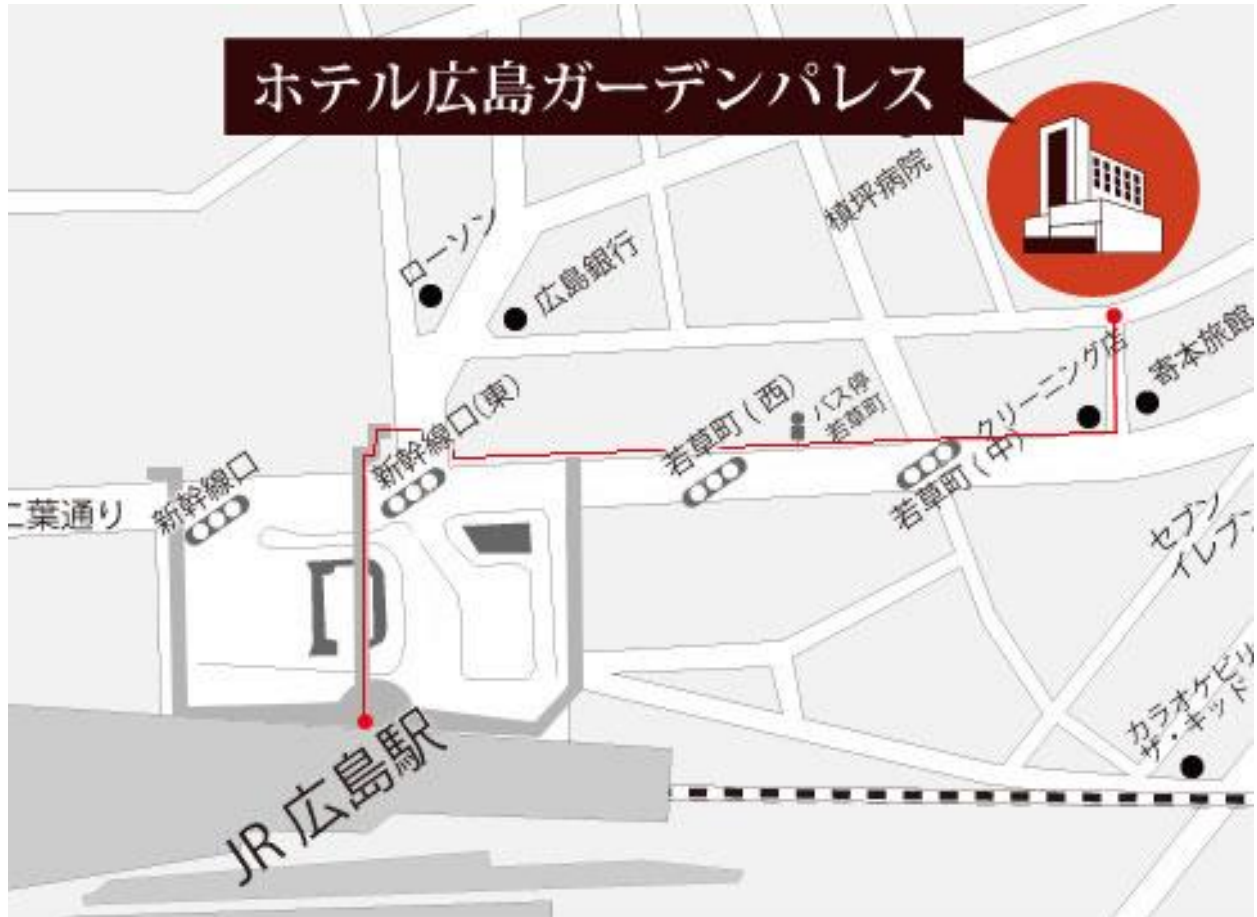 ホテル広島ガーデンパレス
槙坪病院
ローソン
広島銀行
寄本旅館
クリーニング店
バス停
若草町
若草町(西)
新幹線口(東)
新幹線口
若草町(中)
二葉通り
セブン
イレブン
カラオケビリ
ザ・キッド
JR 広島駅